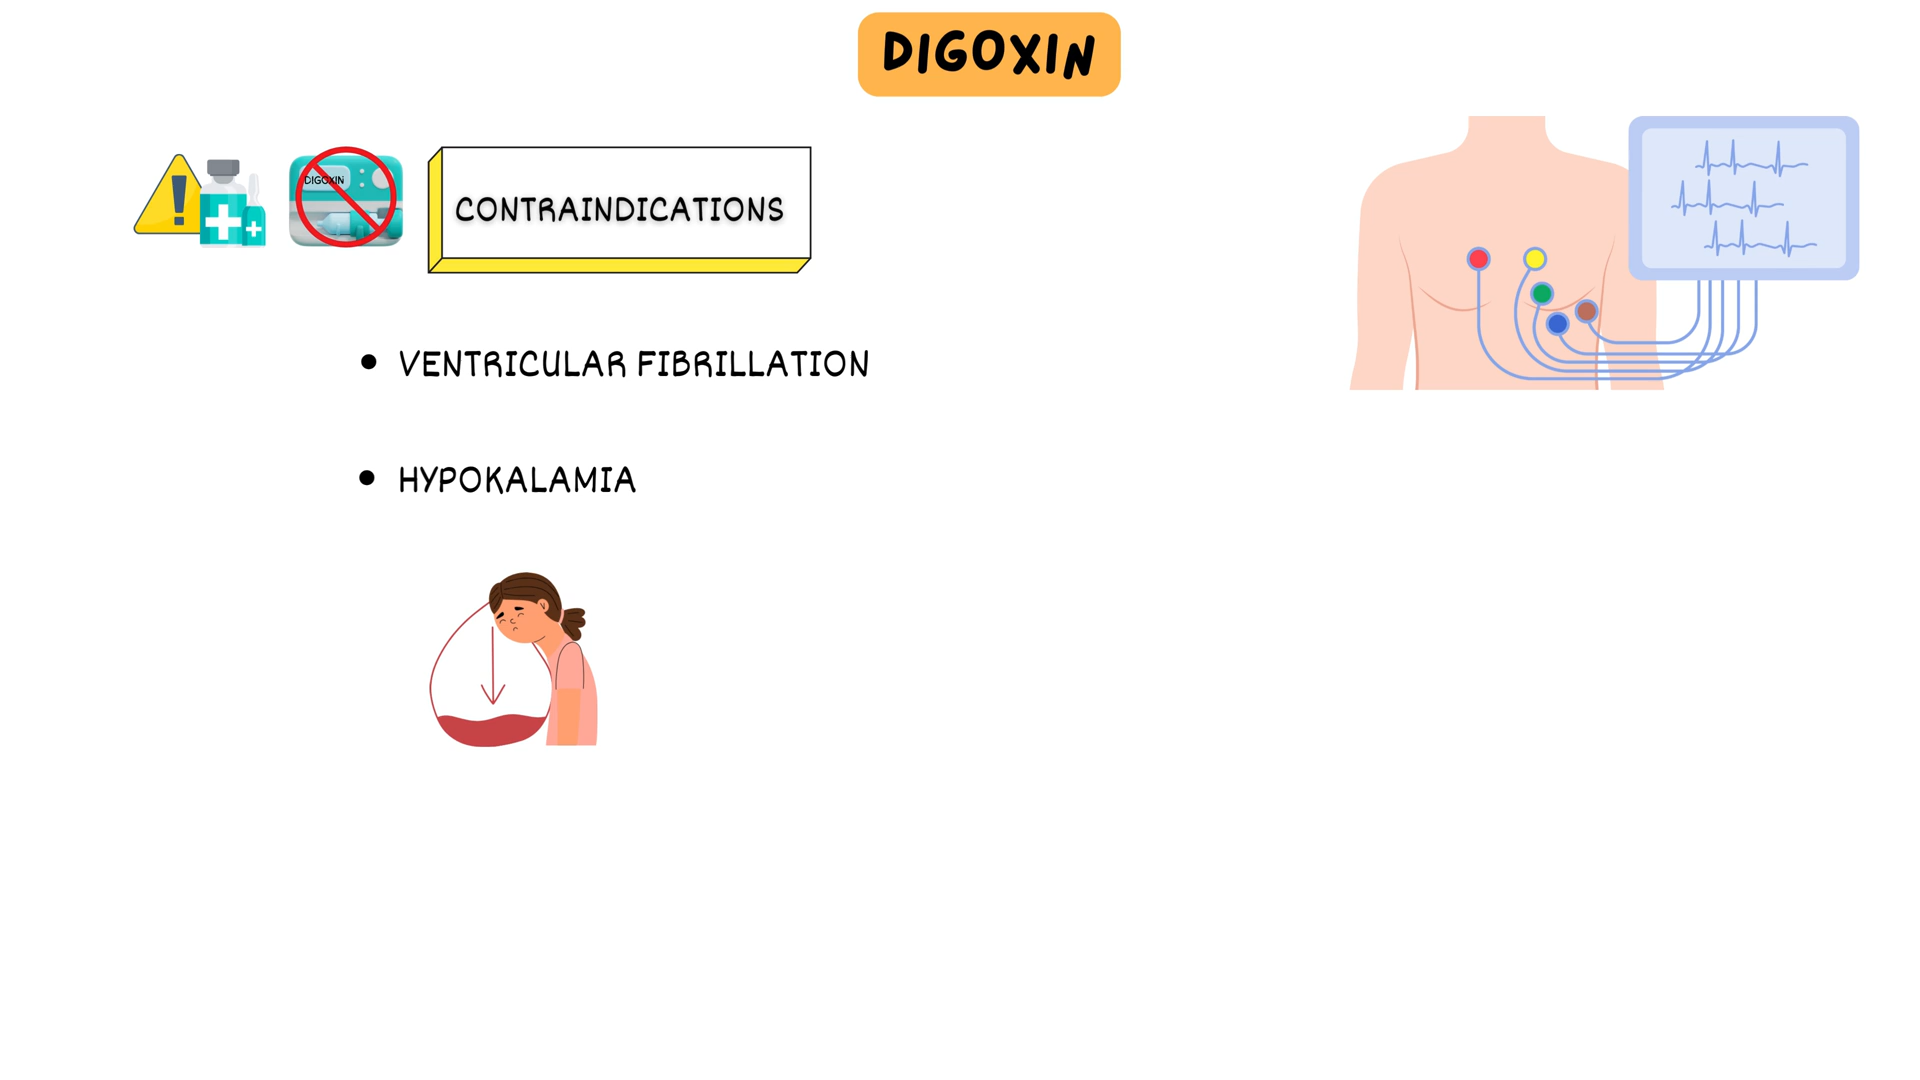 DIGOXIN
DIGOXIN
CONTRAINDICATIONS
VENTRICULAR FIBRILLATION
HYPOKALAMIA